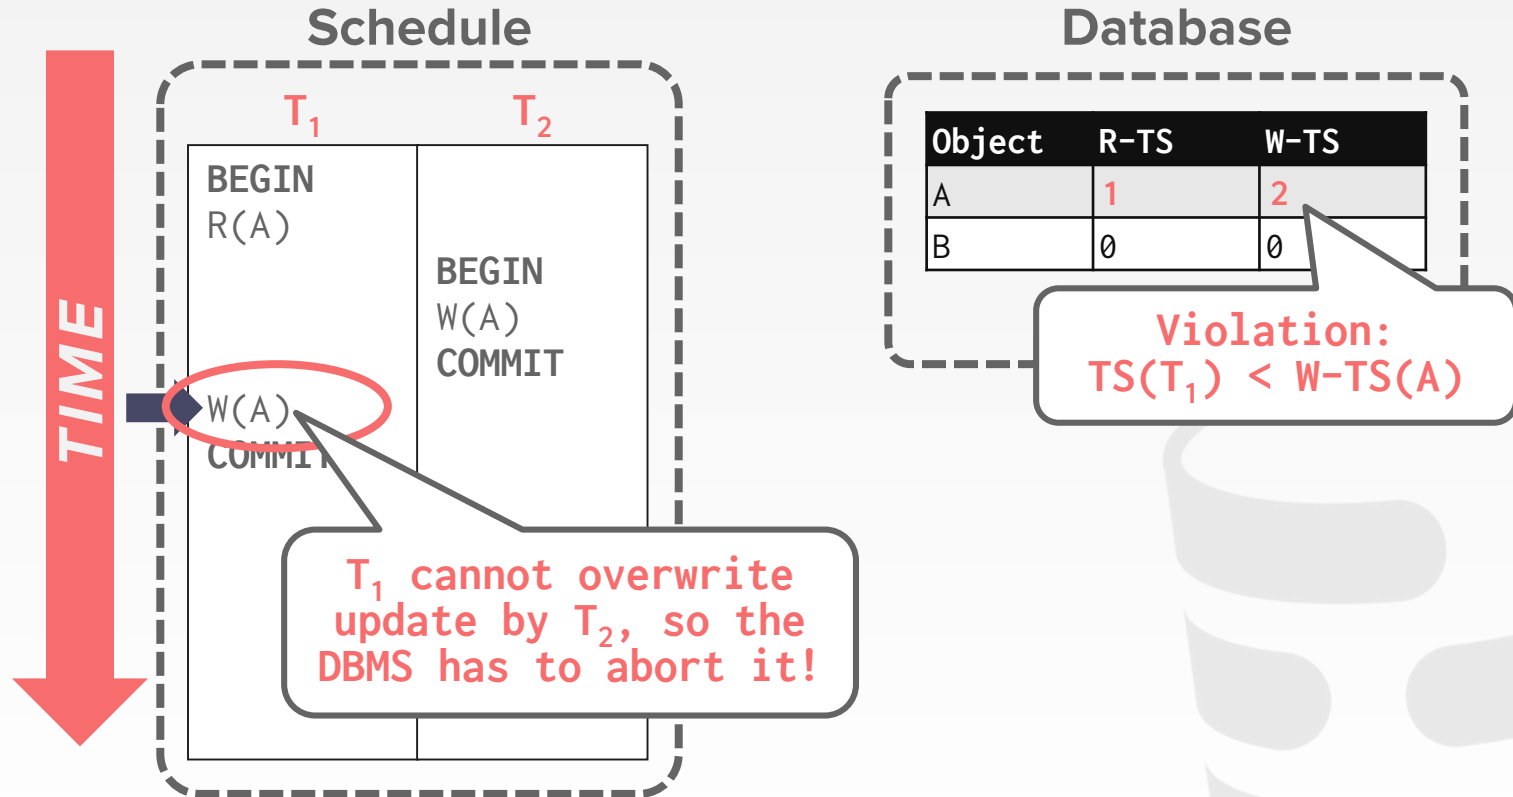 Schedule
Database
TIME
T₁ T₂
BEGIN
R(A)
BEGIN
W(A)
COMMIT
W(A)
COMMIT
T₁ cannot overwrite
update by T₂, so the
DBMS has to abort it!
Object R-TS W-TS
A 1 2
B 0 0
Violation:
TS(T₁) < W-TS(A)